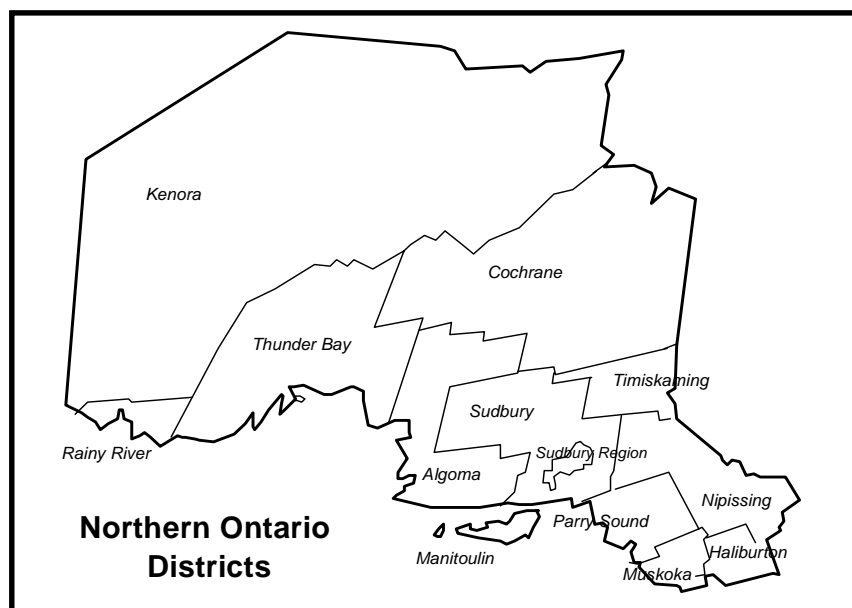 Kenora
Cochrane
Thunder Bay
Timiskaming
Sudbury
Rainy River
Sudbury Region
Algoma
Nipissing
Parry Sound
Northern Ontario
Districts
Manitoulin
Haliburton
Muskoka